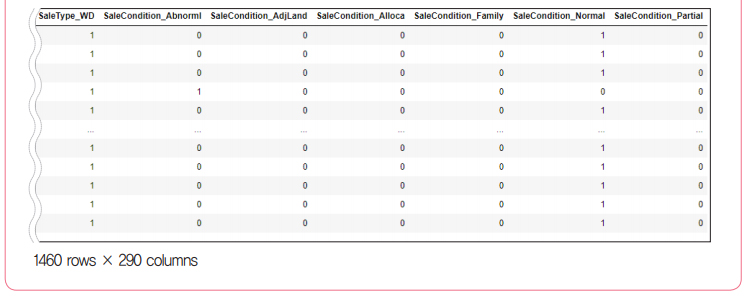 SaleType_WD SaleCondition_Abnorml SaleCondition_AdjLand SaleCondition_Alloca SaleCondition_Family SaleCondition_Normal SaleCondition_Partial
1 0 0 0 0 1 0
1 0 0 0 0 1 0
1 0 0 0 0 1 0
1 1 0 0 0 0 0
1 0 0 0 0 1 0
... ... ... ... ... ... ...
1 0 0 0 0 1 0
1 0 0 0 0 1 0
1 0 0 0 0 1 0
1 0 0 0 0 1 0
1 0 0 0 0 1 0
1460 rows × 290 columns